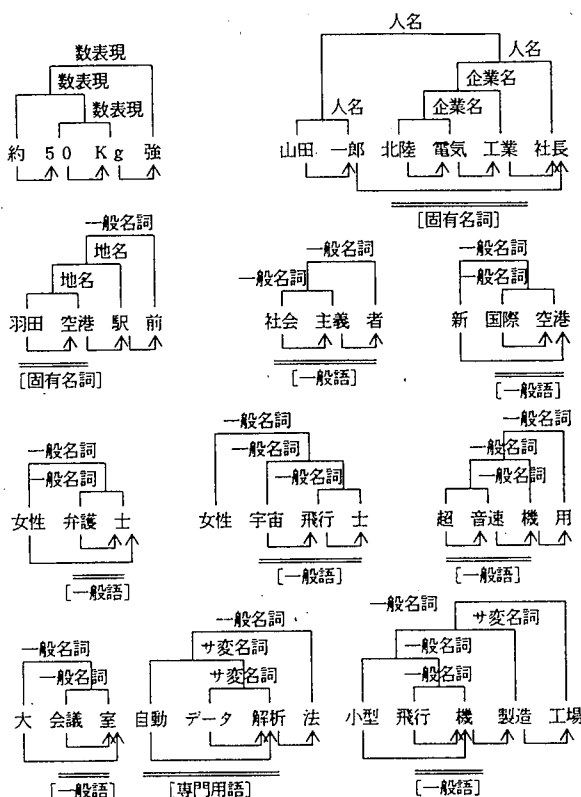 数表現
数表現
数表現
約 50 Kg 強
人名
人名
企業名
人名 企業名
山田 一郎 北陸 電気 工業 社長
[固有名詞]
一般名詞
地名
地名
羽田 空港 駅 前
[固有名詞]
一般名詞
一般名詞
社会 主義 者
[一般語]
一般名詞
一般名詞
新 国際 空港
[一般語]
一般名詞
一般名詞
女性 弁護 士
[一般語]
一般名詞
一般名詞
一般名詞
女性 宇宙 飛行 士
[一般語]
一般名詞
一般名詞
一般名詞
超 音速 機 用
[一般語]
一般名詞
一般名詞
大 会議 室
[一般語]
一般名詞
サ変名詞
サ変名詞
自動 データ 解析 法
[専門用語]
一般名詞
サ変名詞
一般名詞
一般名詞
小型 飛行 機 製造 工場
[一般語]